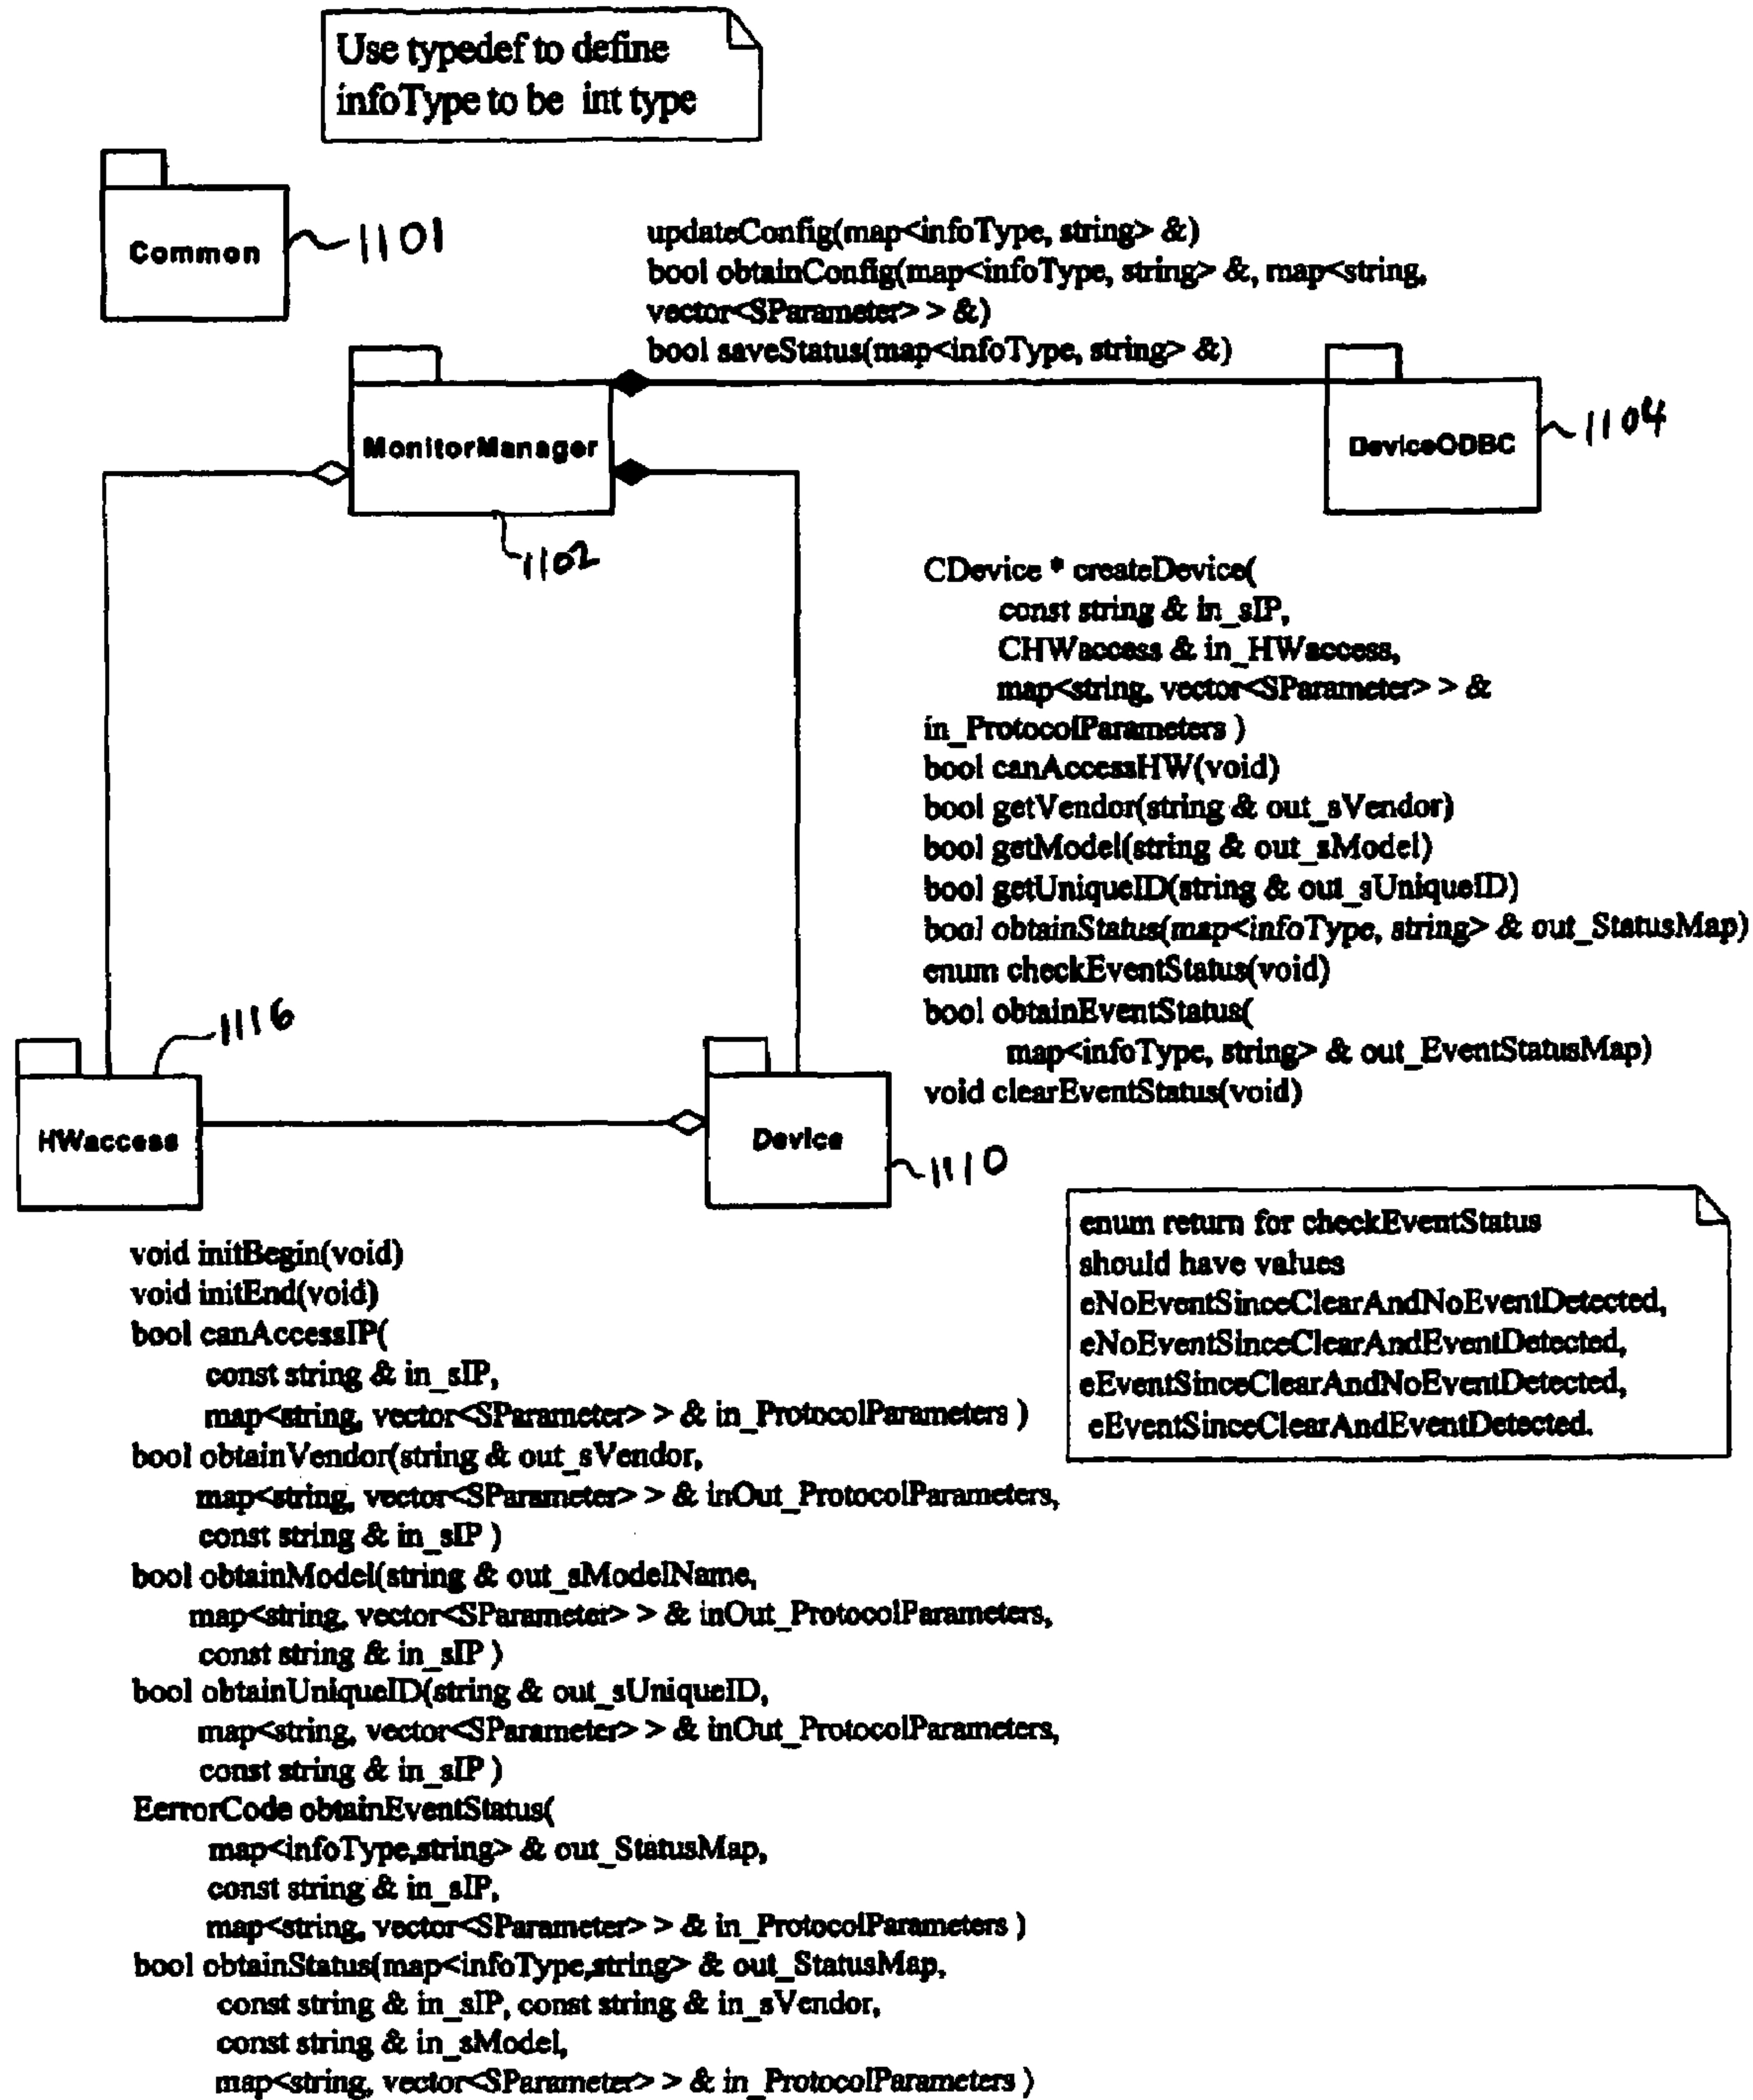 Use typedef to define
infoType to be int type
Common
1101
updateConfig(map<infoType, string> &)
bool obtainConfig(map<infoType, string> &, map<string,
vector<SParameter> > &)
bool saveStatus(map<infoType, string> &)
MonitorManager
1102
DeviceODBC
1104
CDevice * createDevice(
const string & in_sIP,
CHWaccess & in_HWaccess,
map<string, vector<SParameter> > &
in_ProtocolParameters )
bool canAccessHW(void)
bool getVendor(string & out_sVendor)
bool getModel(string & out_sModel)
bool getUniqueID(string & out_sUniqueID)
bool obtainStatus(map<infoType, string> & out_StatusMap)
enum checkEventStatus(void)
bool obtainEventStatus(
map<infoType, string> & out_EventStatusMap)
void clearEventStatus(void)
1116
HWaccess
Device
1110
enum return for checkEventStatus
should have values
eNoEventSinceClearAndNoEventDetected,
eNoEventSinceClearAndEventDetected,
eEventSinceClearAndNoEventDetected,
eEventSinceClearAndEventDetected.
void initBegin(void)
void initEnd(void)
bool canAccessIP(
const string & in_sIP,
map<string, vector<SParameter> > & in_ProtocolParameters )
bool obtainVendor(string & out_sVendor,
map<string, vector<SParameter> > & inOut_ProtocolParameters,
const string & in_sIP )
bool obtainModel(string & out_sModelName,
map<string, vector<SParameter> > & inOut_ProtocolParameters,
const string & in_sIP )
bool obtainUniqueID(string & out_sUniqueID,
map<string, vector<SParameter> > & inOut_ProtocolParameters,
const string & in_sIP )
EerrorCode obtainEventStatus(
map<infoType,string> & out_StatusMap,
const string & in_sIP,
map<string, vector<SParameter> > & in_ProtocolParameters )
bool obtainStatus(map<infoType,string> & out_StatusMap,
const string & in_sIP, const string & in_sVendor,
const string & in_sModel,
map<string, vector<SParameter> > & in_ProtocolParameters )